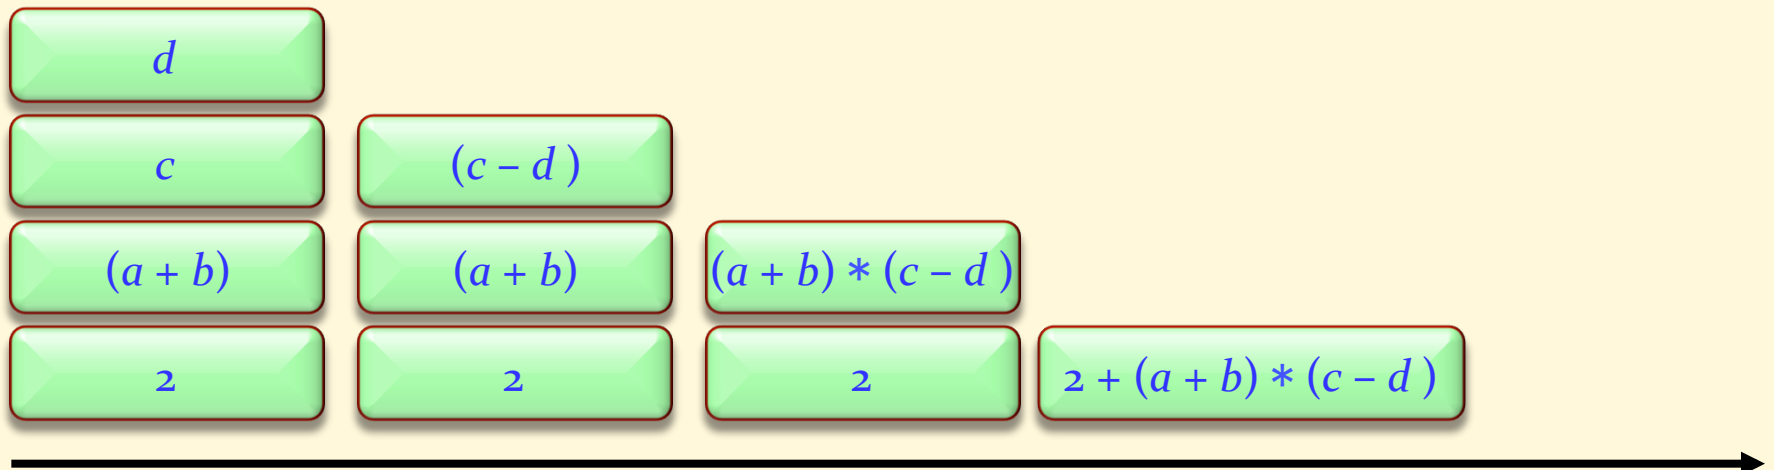 d
c (c – d )
(a + b) (a + b) (a + b) * (c – d )
2 2 2 2 + (a + b) * (c – d )